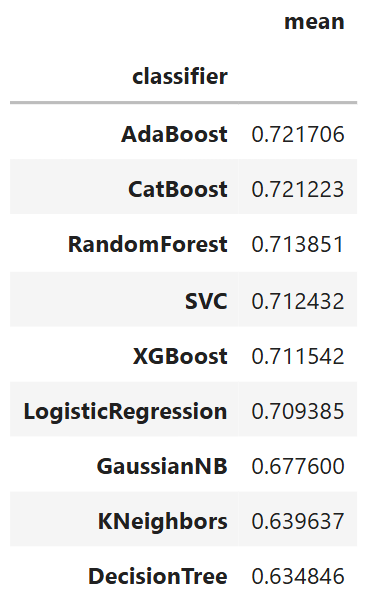 mean
classifier
AdaBoost 0.721706
CatBoost 0.721223
RandomForest 0.713851
SVC 0.712432
XGBoost 0.711542
LogisticRegression 0.709385
GaussianNB 0.677600
KNeighbors 0.639637
DecisionTree 0.634846